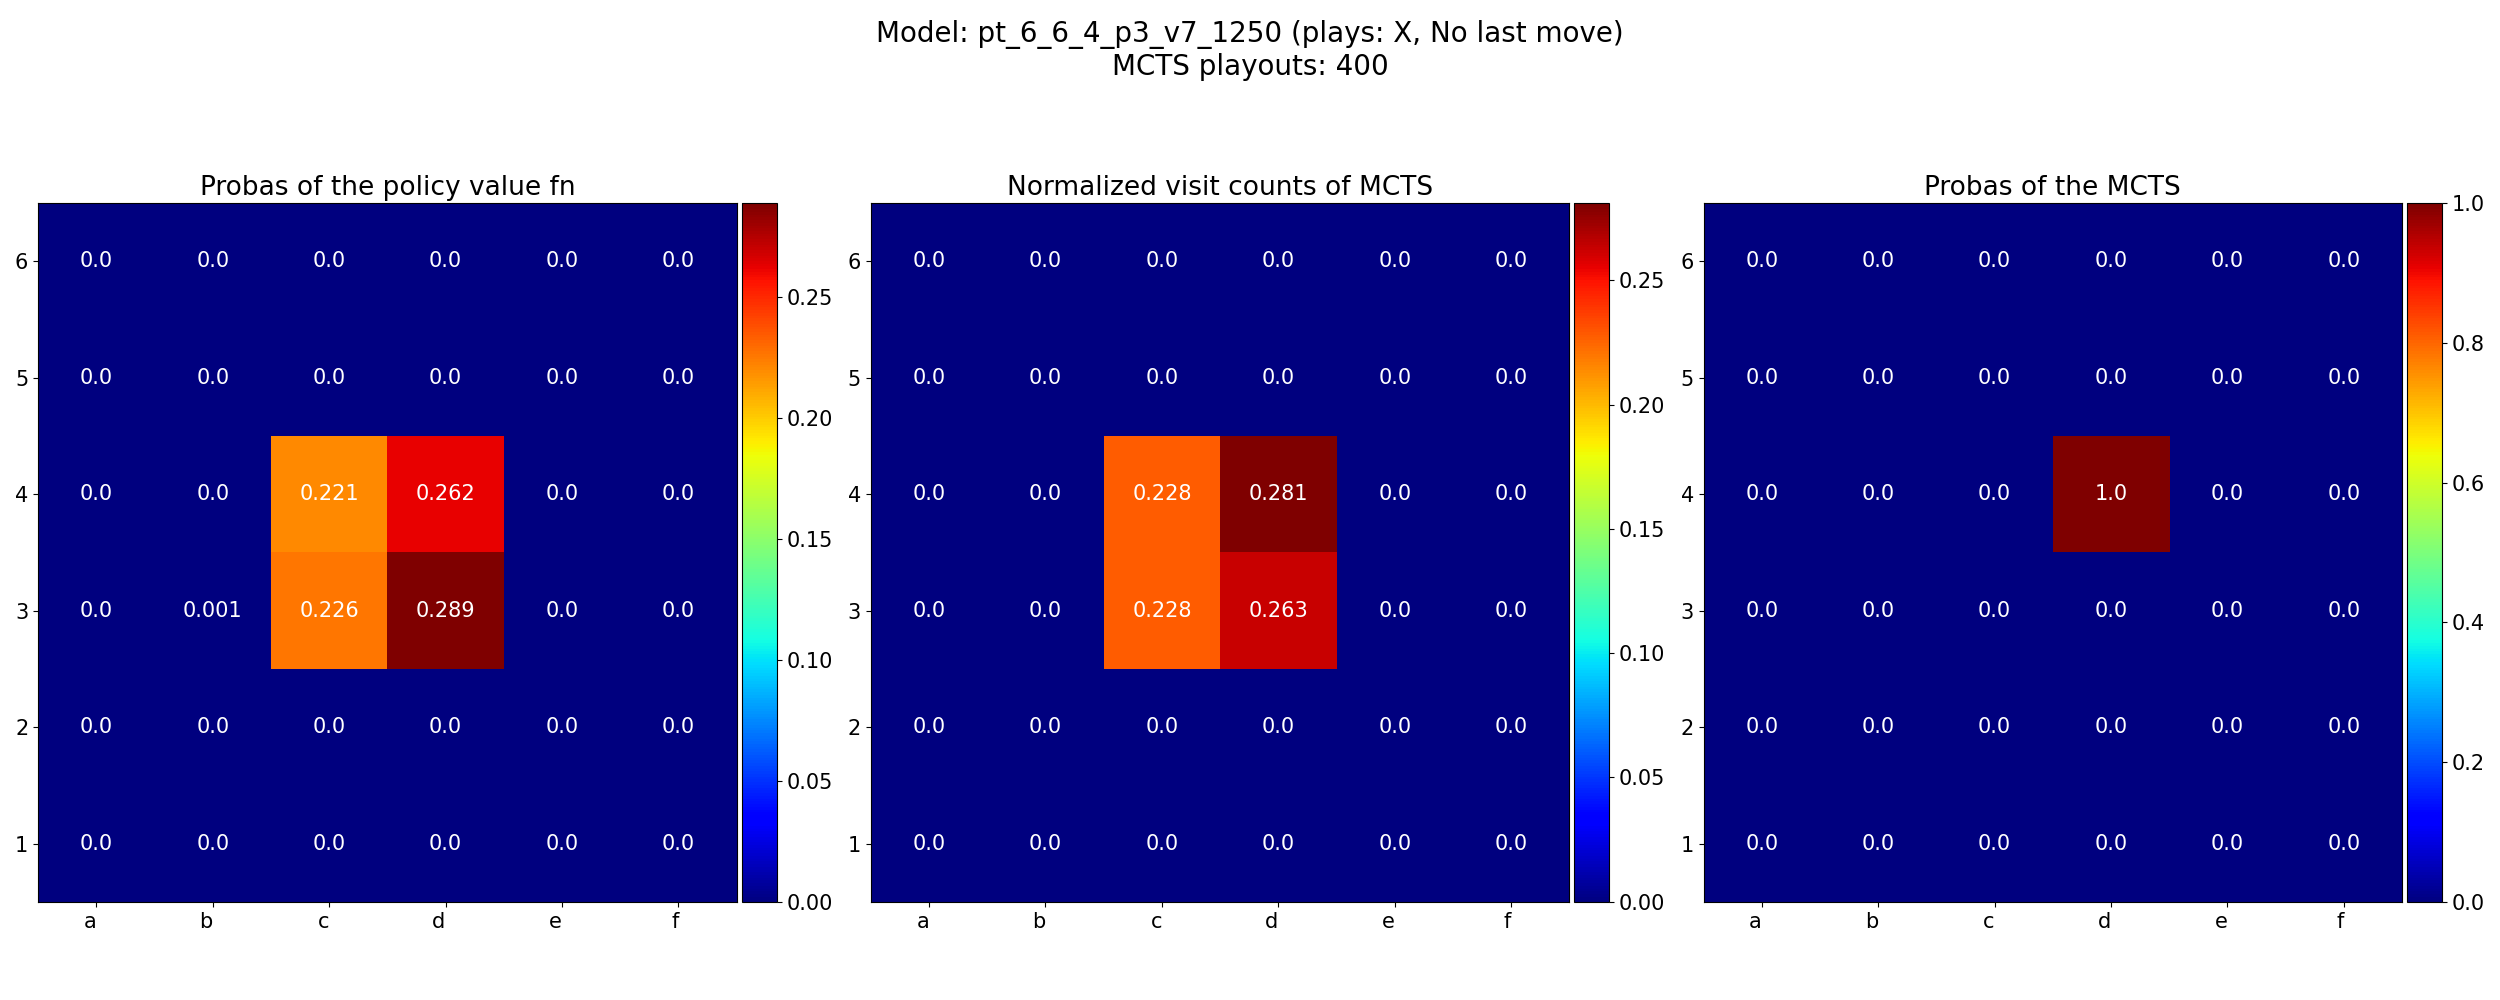 Model: pt_6_6_4_p3_v7_1250 (plays: X, No last move)
MCTS playouts: 400
Probas of the policy value fn
6 0.0 0.0 0.0 0.0 0.0 0.0
5 0.0 0.0 0.0 0.0 0.0 0.0
4 0.0 0.0 0.221 0.262 0.0 0.0
3 0.0 0.001 0.226 0.289 0.0 0.0
2 0.0 0.0 0.0 0.0 0.0 0.0
1 0.0 0.0 0.0 0.0 0.0 0.0
a b c d e f
0.25
0.20
0.15
0.10
0.05
0.00
Normalized visit counts of MCTS
6 0.0 0.0 0.0 0.0 0.0 0.0
5 0.0 0.0 0.0 0.0 0.0 0.0
4 0.0 0.0 0.228 0.281 0.0 0.0
3 0.0 0.0 0.228 0.263 0.0 0.0
2 0.0 0.0 0.0 0.0 0.0 0.0
1 0.0 0.0 0.0 0.0 0.0 0.0
a b c d e f
0.25
0.20
0.15
0.10
0.05
0.00
Probas of the MCTS
6 0.0 0.0 0.0 0.0 0.0 0.0
5 0.0 0.0 0.0 0.0 0.0 0.0
4 0.0 0.0 0.0 1.0 0.0 0.0
3 0.0 0.0 0.0 0.0 0.0 0.0
2 0.0 0.0 0.0 0.0 0.0 0.0
1 0.0 0.0 0.0 0.0 0.0 0.0
a b c d e f
1.0
0.8
0.6
0.4
0.2
0.0